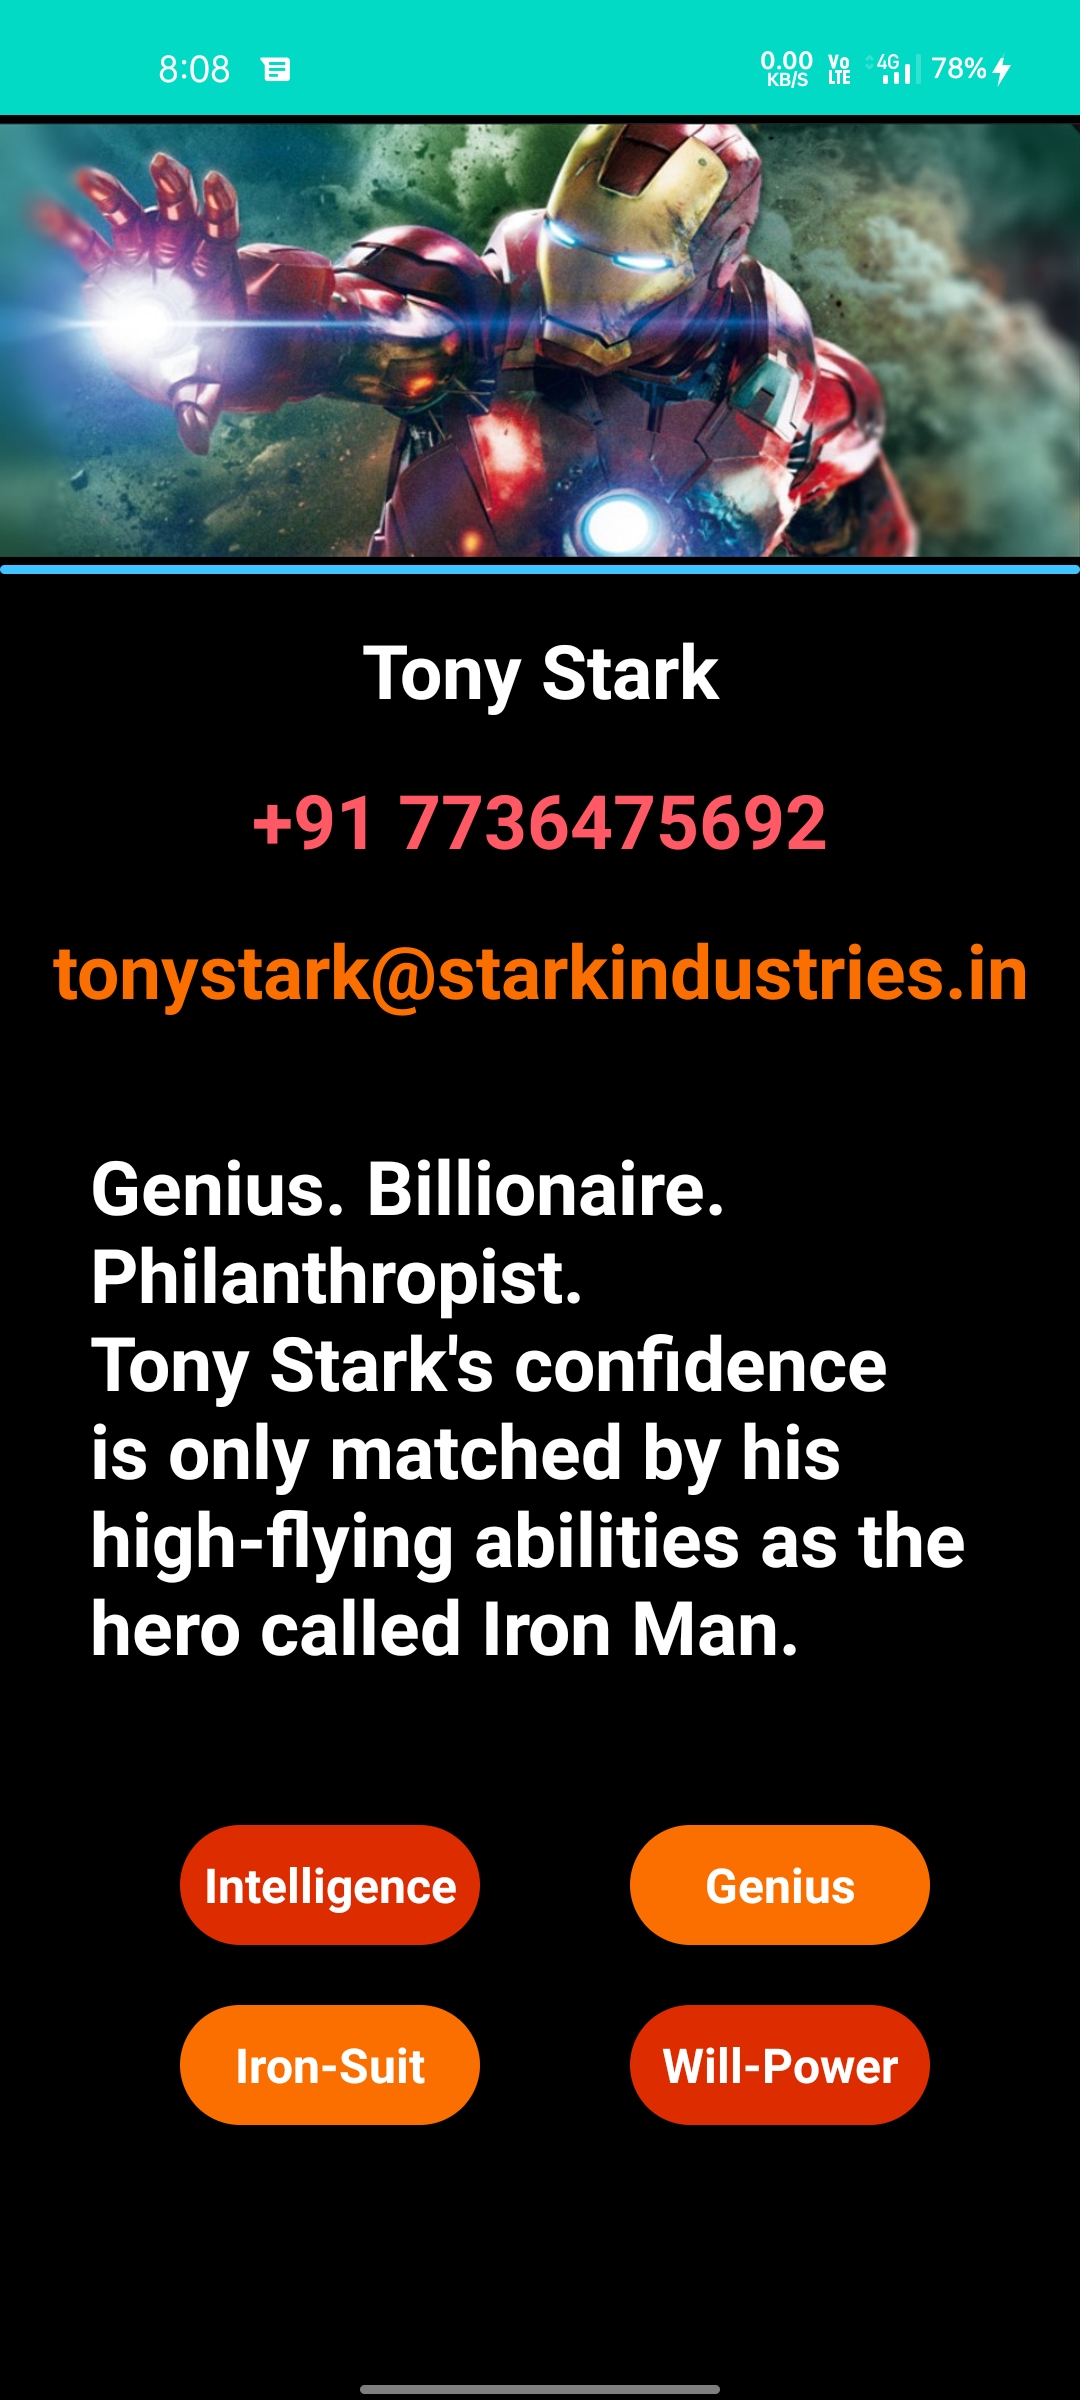 8:08
0.00
KB/S
Vo
LTE
4G
78%
Tony Stark
+91 7736475692
tonystark@starkindustries.in
Genius. Billionaire.
Philanthropist.
Tony Stark's confidence
is only matched by his
high-flying abilities as the
hero called Iron Man.
Intelligence
Genius
Iron-Suit
Will-Power